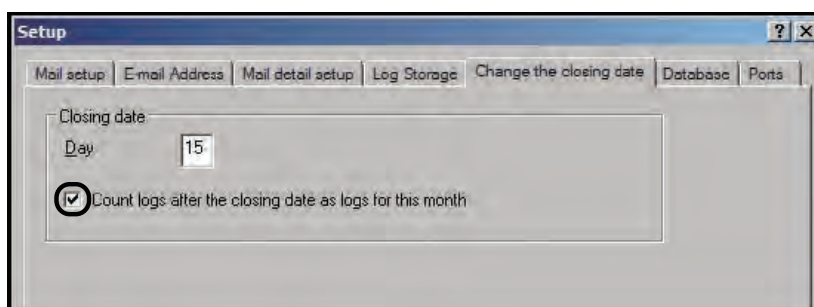 Setup
Mail setup E-mail Address Mail detail setup Log Storage Change the closing date Database Ports
Closing date
Day 15
Count logs after the closing date as logs for this month